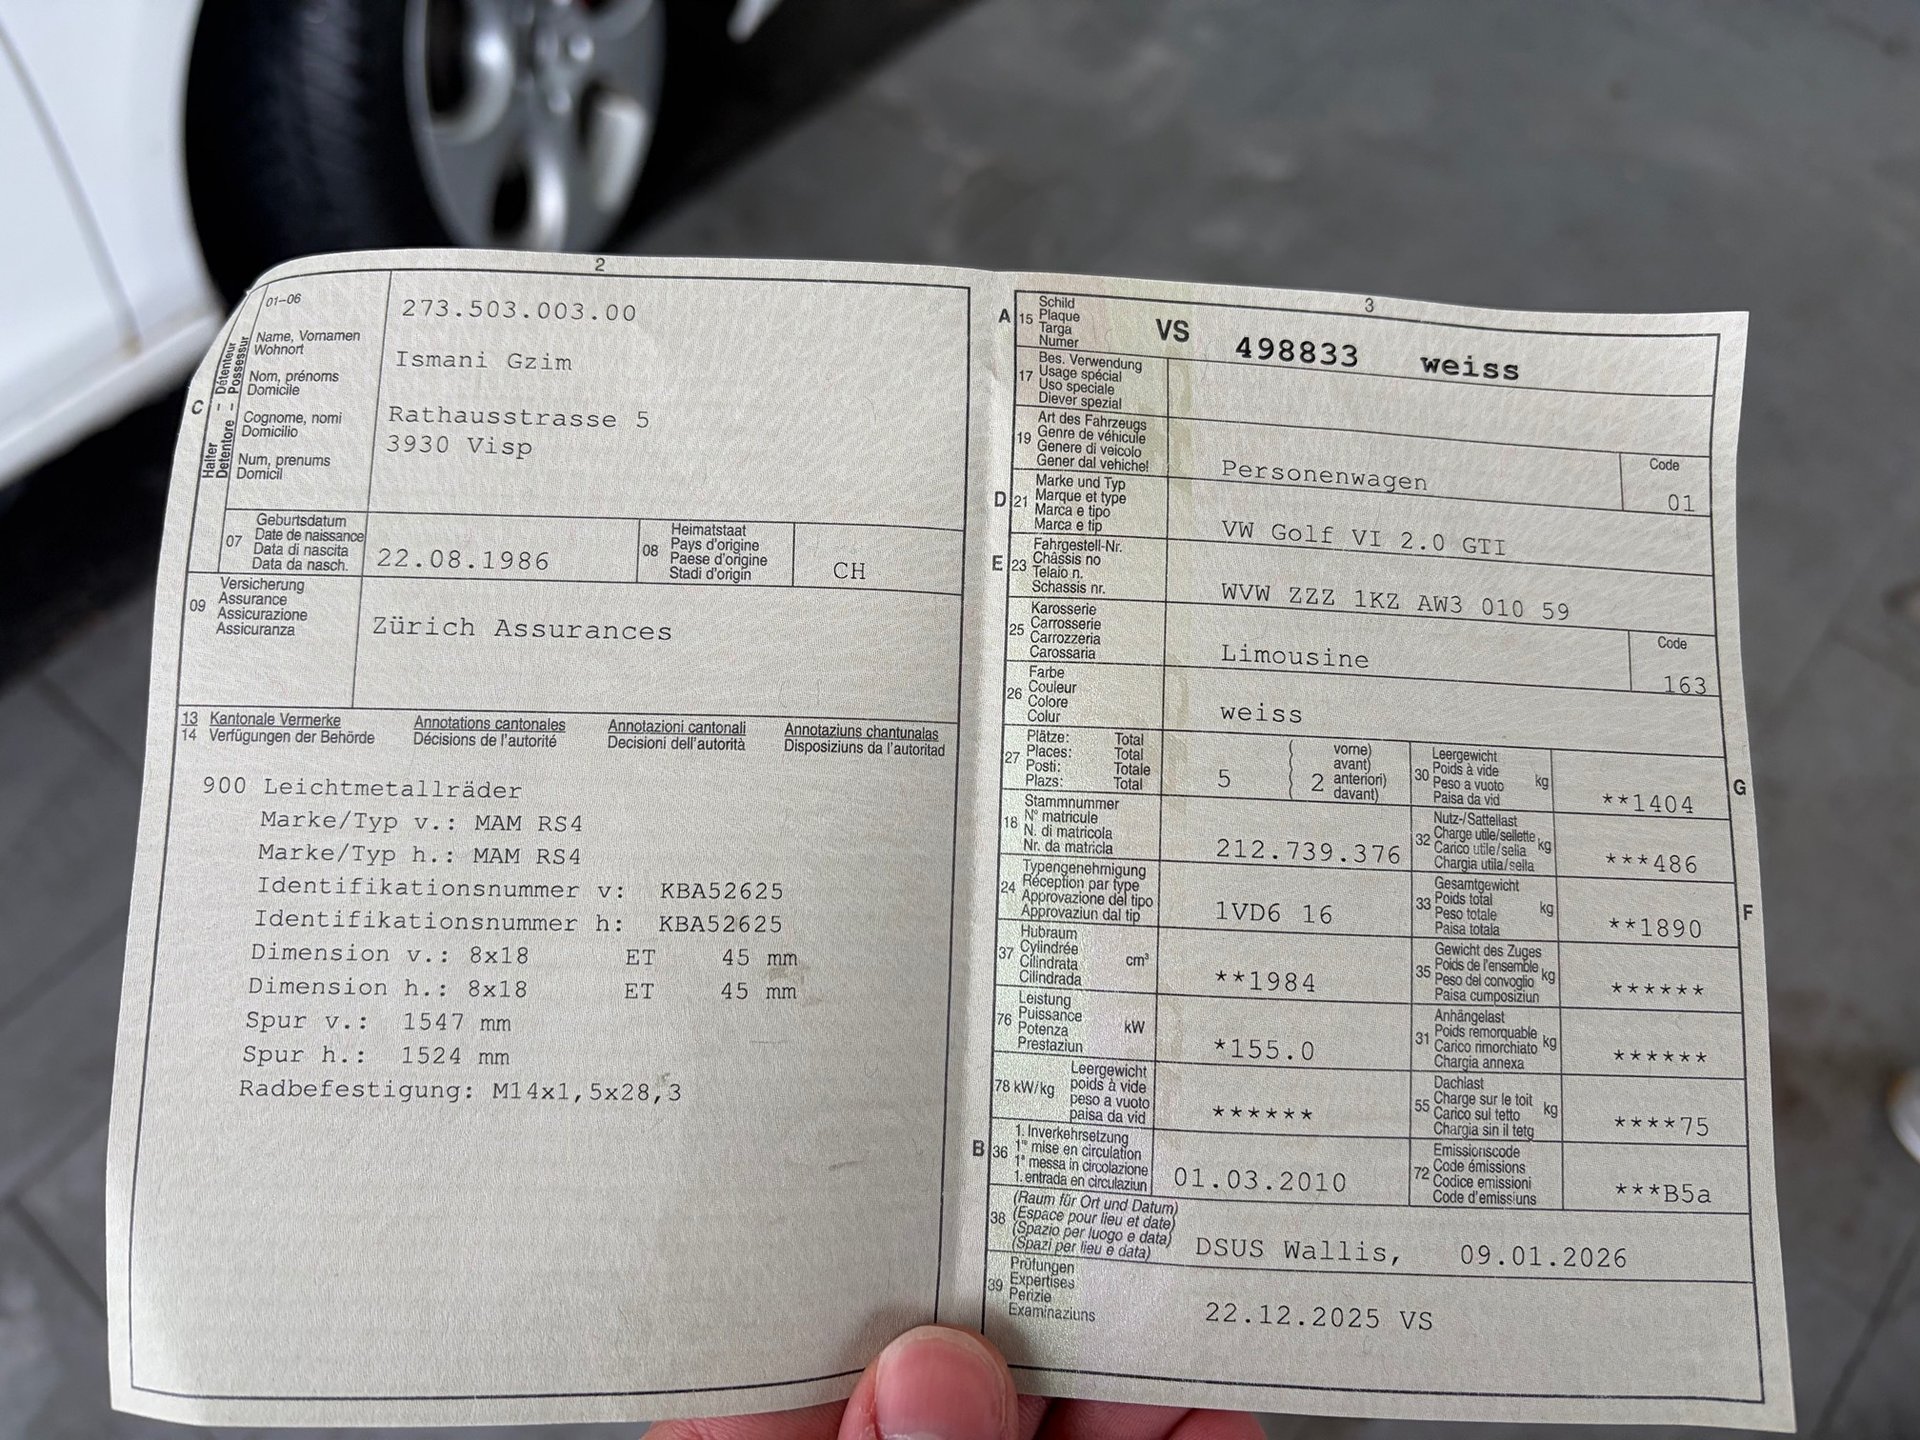 2
01–06
273.503.003.00
C
Halter – Détenteur
Detentore – Possessur
Name, Vornamen
Wohnort
Nom, prénoms
Domicile
Cognome, nomi
Domicilio
Num, prenums
Domicil
Ismani Gzim
Rathausstrasse 5
3930 Visp
07
Geburtsdatum
Date de naissance
Data di nascita
Data da nasch.
22.08.1986
08
Heimatstaat
Pays d'origine
Paese d'origine
Stadi d'origin
CH
09
Versicherung
Assurance
Assicurazione
Assicuranza
Zürich Assurances
13 Kantonale Vermerke Annotations cantonales Annotazioni cantonali Annotaziuns chantunalas
14 Verfügungen der Behörde Décisions de l'autorité Decisioni dell'autorità Disposiziuns da l'autoritad
900 Leichtmetallräder
Marke/Typ v.: MAM RS4
Marke/Typ h.: MAM RS4
Identifikationsnummer v: KBA52625
Identifikationsnummer h: KBA52625
Dimension v.: 8x18 ET 45 mm
Dimension h.: 8x18 ET 45 mm
Spur v.: 1547 mm
Spur h.: 1524 mm
Radbefestigung: M14x1,5x28,3
3
A 15
Schild
Plaque
Targa
Numer
VS 498833 weiss
17
Bes. Verwendung
Usage spécial
Uso speciale
Diever spezial
19
Art des Fahrzeugs
Genre de véhicule
Genere di veicolo
Gener dal vehichel
Personenwagen
Code
01
D 21
Marke und Typ
Marque et type
Marca e tipo
Marca e tip
VW Golf VI 2.0 GTI
E 23
Fahrgestell-Nr.
Châssis no
Telaio n.
Schassis nr.
WVW ZZZ 1KZ AW3 010 59
25
Karosserie
Carrosserie
Carrozzeria
Carossaria
Limousine
Code
163
26
Farbe
Couleur
Colore
Colur
weiss
27
Plätze: Total
Places: Total
Posti: Totale
Plazs: Total
5
2
vorne)
avant)
anteriori)
davant)
30
Leergewicht
Poids à vide
Peso a vuoto
Paisa da vid
kg
**1404
G
18
Stammnummer
N° matricule
N. di matricola
Nr. da matricla
212.739.376
32
Nutz-/Sattellast
Charge utile/sellette
Carico utile/selia
Chargia utila/sella
kg
***486
24
Typengenehmigung
Réception par type
Approvazione del tipo
Approvaziun dal tip
1VD6 16
33
Gesamtgewicht
Poids total
Peso totale
Paisa totala
kg
**1890
F
37
Hubraum
Cylindrée
Cilindrata
Cilindrada
cm³
**1984
35
Gewicht des Zuges
Poids de l'ensemble
Peso del convoglio
Paisa cumposiziun
kg
******
76
Leistung
Puissance
Potenza
Prestaziun
kW
*155.0
31
Anhängelast
Poids remorquable
Carico rimorchiato
Chargia annexa
kg
******
78 kW/kg
Leergewicht
poids à vide
peso a vuoto
paisa da vid
******
55
Dachlast
Charge sur le toit
Carico sul tetto
Chargia sin il tetg
kg
****75
B 36
1. Inverkehrsetzung
1re mise en circulation
1a messa in circolazione
1. entrada en circulaziun
01.03.2010
72
Emissionscode
Code émissions
Codice emissioni
Code d'emissiuns
***B5a
38
(Raum für Ort und Datum)
(Espace pour lieu et date)
(Spazio per luogo e data)
(Spazi per lieu e data)
DSUS Wallis, 09.01.2026
39
Prüfungen
Expertises
Perizie
Examinaziuns
22.12.2025 VS